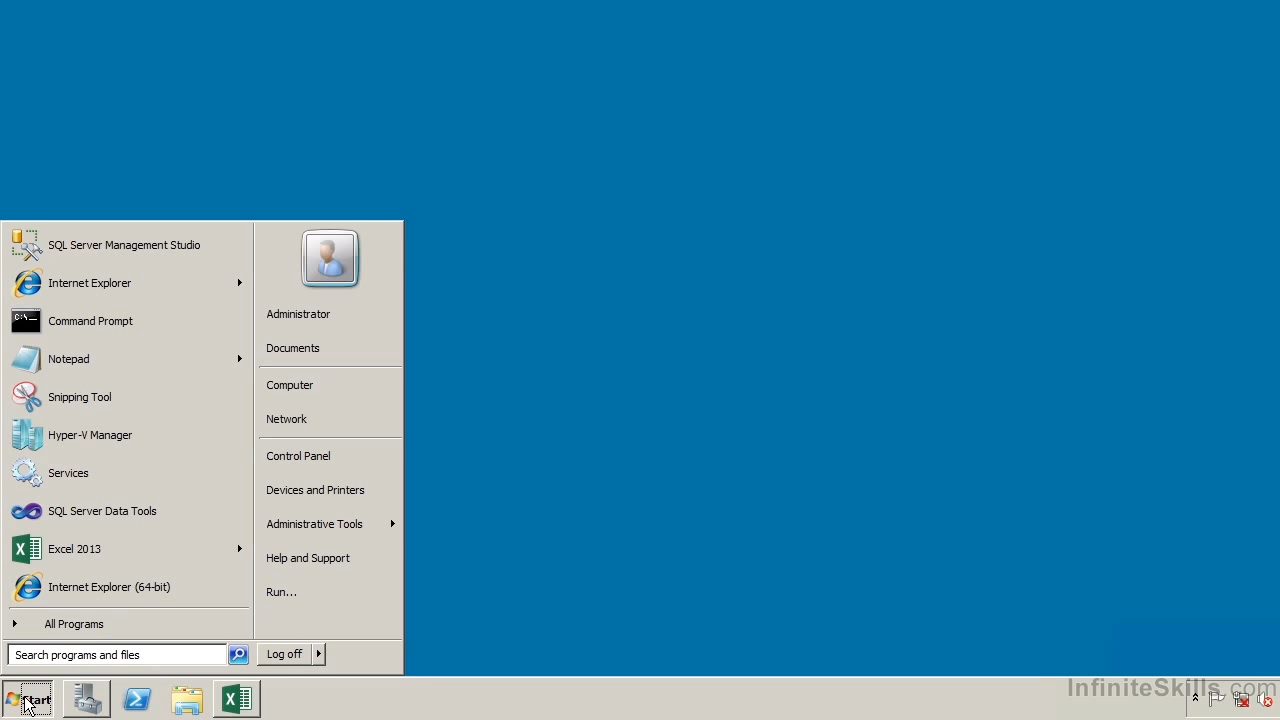 SQL Server Management Studio
Internet Explorer
Command Prompt
Notepad
Snipping Tool
Hyper-V Manager
Services
SQL Server Data Tools
Excel 2013
Internet Explorer (64-bit)
All Programs
Search programs and files
Administrator
Documents
Computer
Network
Control Panel
Devices and Printers
Administrative Tools
Help and Support
Run...
Log off
Start
InfiniteSkills.com